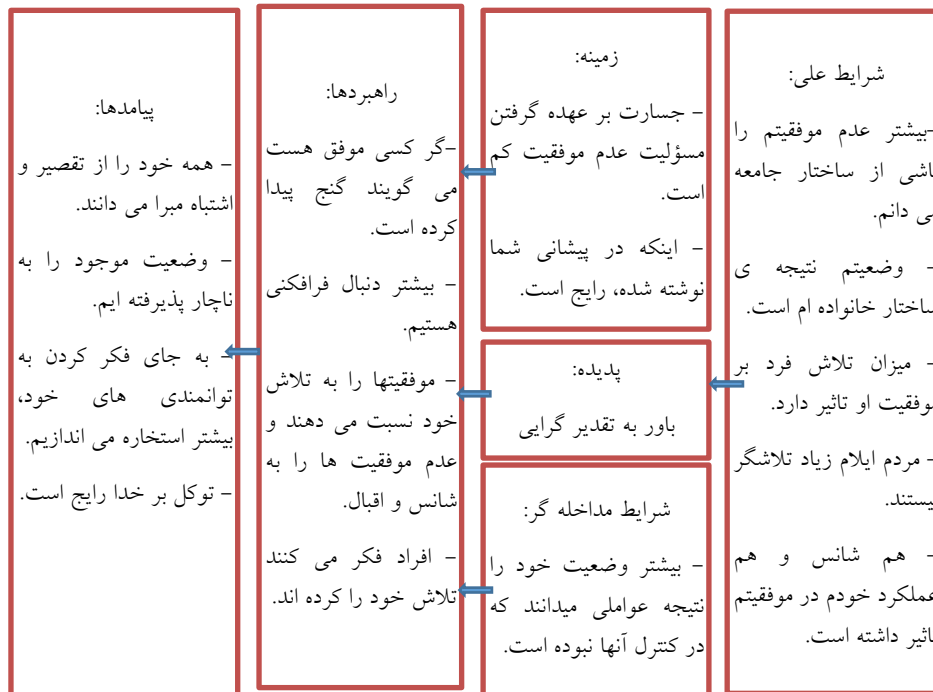 شرایط علی:
-بیشتر عدم موفقیتم را
ناشی از ساختار جامعه
می دانم.
- وضعیتم نتیجه ی
ساختار خانواده ام است.
- میزان تلاش فرد بر
موفقیت او تاثیر دارد.
- مردم ایلام زیاد تلاشگر
نیستند.
- هم شانس و هم
عملکرد خودم در موفقیتم
تاثیر داشته است.
زمینه:
- جسارت بر عهده گرفتن
مسؤلیت عدم موفقیت کم
است.
- اینکه در پیشانی شما
نوشته شده، رایج است.
پدیده:
باور به تقدیر گرایی
شرایط مداخله گر:
- بیشتر وضعیت خود را
نتیجه عواملی میدانند که
در کنترل آنها نبوده است.
راهبردها:
-گر کسی موفق هست
می گویند گنج پیدا
کرده است.
- بیشتر دنبال فرافکنی
هستیم.
- موفقیتها را به تلاش
خود نسبت می دهند و
عدم موفقیت ها را به
شانس و اقبال.
- افراد فکر می کنند
تلاش خود را کرده اند.
پیامدها:
- همه خود را از تقصیر و
اشتباه مبرا می دانند.
- وضعیت موجود را به
ناچار پذیرفته ایم.
- به جای فکر کردن به
توانمندی های خود،
بیشتر استخاره می اندازیم.
- توکل بر خدا رایج است.